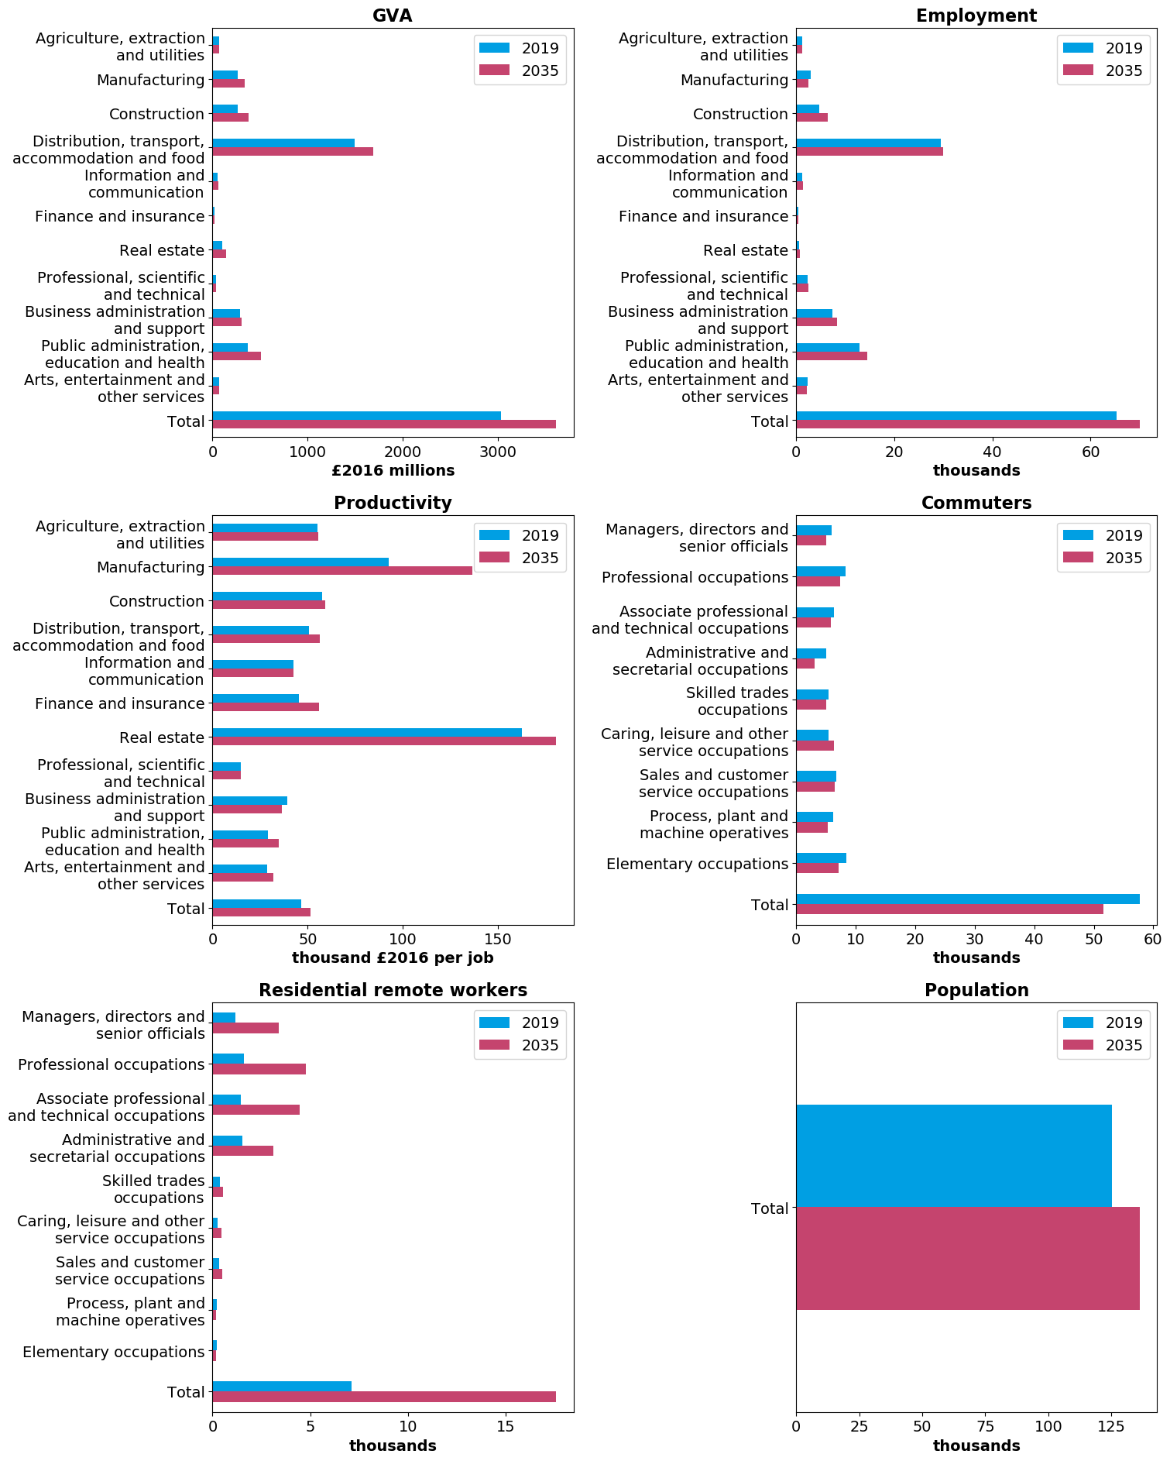 GVA
Agriculture, extraction
and utilities
Manufacturing
Construction
Distribution, transport,
accommodation and food
Information and
communication
Finance and insurance
Real estate
Professional, scientific
and technical
Business administration
and support
Public administration,
education and health
Arts, entertainment and
other services
Total
2019
2035
0 1000 2000 3000
£2016 millions
Employment
Agriculture, extraction
and utilities
Manufacturing
Construction
Distribution, transport,
accommodation and food
Information and
communication
Finance and insurance
Real estate
Professional, scientific
and technical
Business administration
and support
Public administration,
education and health
Arts, entertainment and
other services
Total
2019
2035
0 20 40 60
thousands
Productivity
Agriculture, extraction
and utilities
Manufacturing
Construction
Distribution, transport,
accommodation and food
Information and
communication
Finance and insurance
Real estate
Professional, scientific
and technical
Business administration
and support
Public administration,
education and health
Arts, entertainment and
other services
Total
2019
2035
0 50 100 150
thousand £2016 per job
Commuters
Managers, directors and
senior officials
Professional occupations
Associate professional
and technical occupations
Administrative and
secretarial occupations
Skilled trades
occupations
Caring, leisure and other
service occupations
Sales and customer
service occupations
Process, plant and
machine operatives
Elementary occupations
Total
2019
2035
0 10 20 30 40 50 60
thousands
Residential remote workers
Managers, directors and
senior officials
Professional occupations
Associate professional
and technical occupations
Administrative and
secretarial occupations
Skilled trades
occupations
Caring, leisure and other
service occupations
Sales and customer
service occupations
Process, plant and
machine operatives
Elementary occupations
Total
2019
2035
0 5 10 15
thousands
Population
Total
2019
2035
0 25 50 75 100 125
thousands